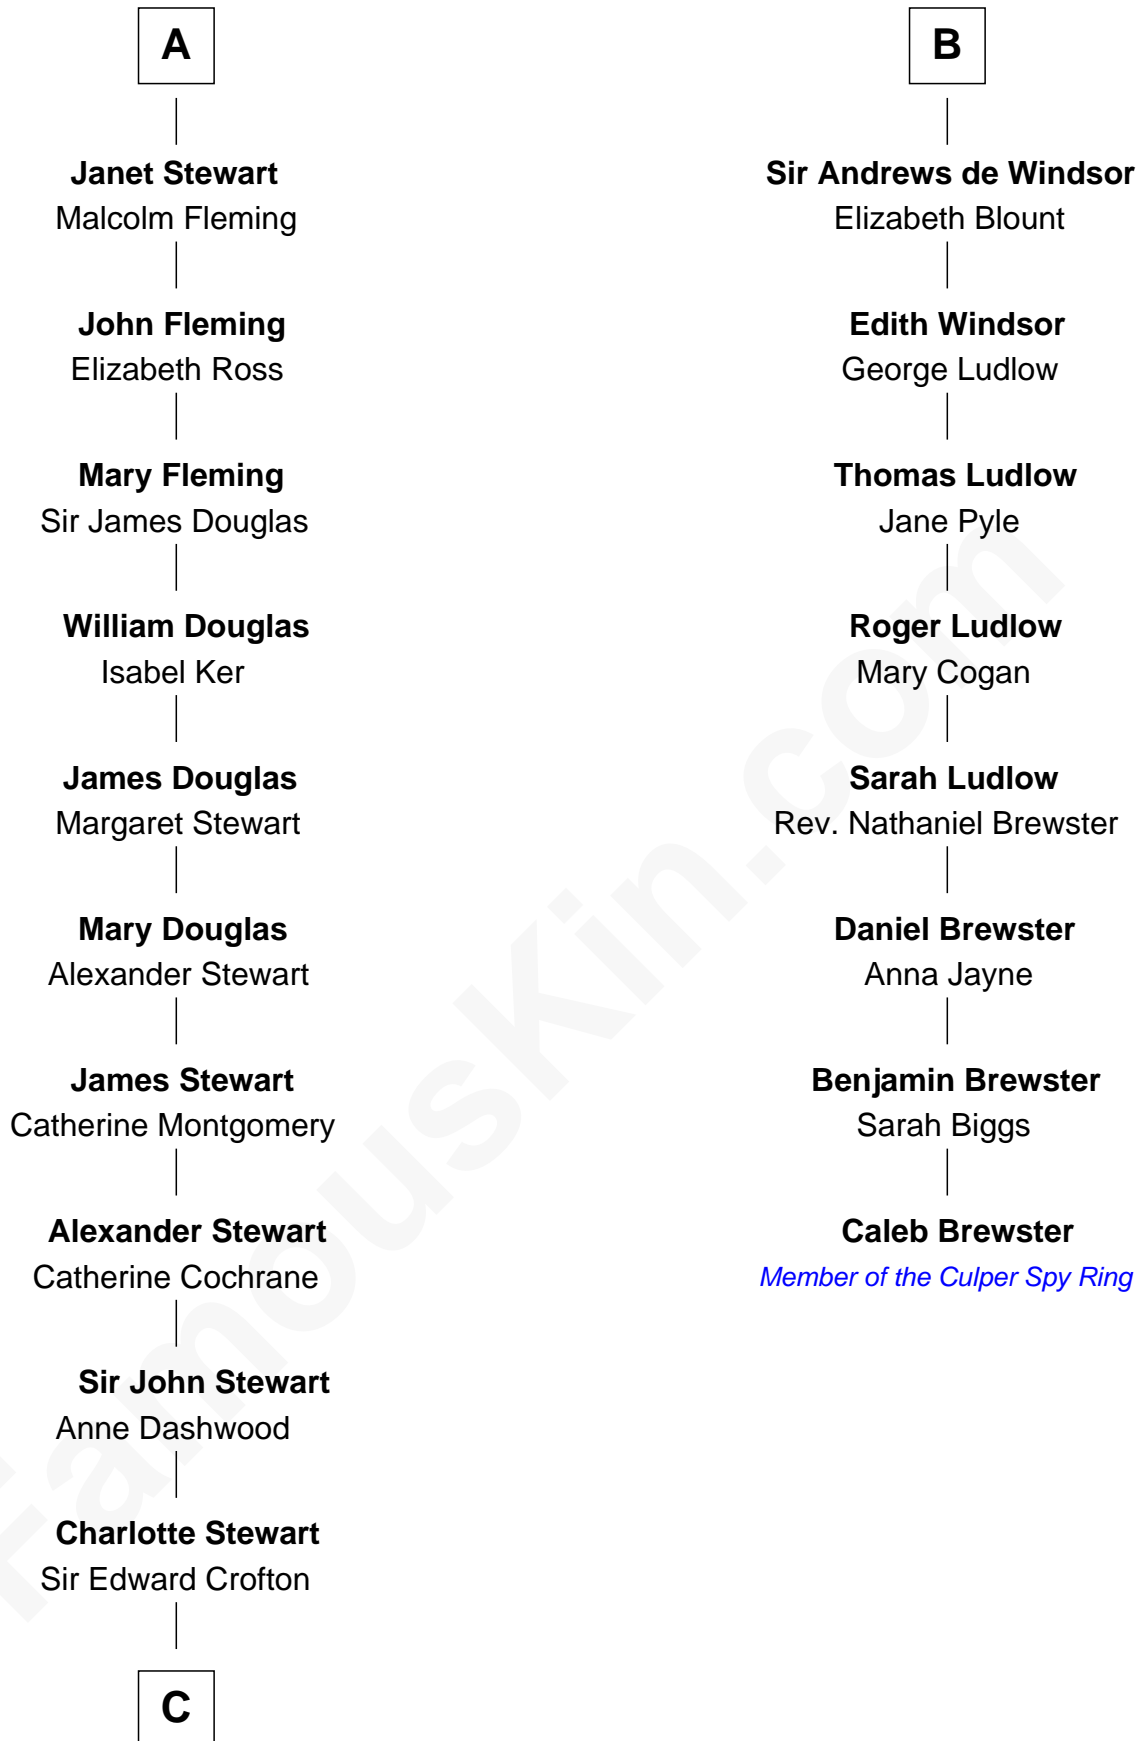 A
Janet Stewart
Malcolm Fleming
John Fleming
Elizabeth Ross
Mary Fleming
Sir James Douglas
William Douglas
Isabel Ker
James Douglas
Margaret Stewart
Mary Douglas
Alexander Stewart
James Stewart
Catherine Montgomery
Alexander Stewart
Catherine Cochrane
Sir John Stewart
Anne Dashwood
Charlotte Stewart
Sir Edward Crofton
C
B
Sir Andrews de Windsor
Elizabeth Blount
Edith Windsor
George Ludlow
Thomas Ludlow
Jane Pyle
Roger Ludlow
Mary Cogan
Sarah Ludlow
Rev. Nathaniel Brewster
Daniel Brewster
Anna Jayne
Benjamin Brewster
Sarah Biggs
Caleb Brewster
Member of the Culper Spy Ring
FamousKin.com